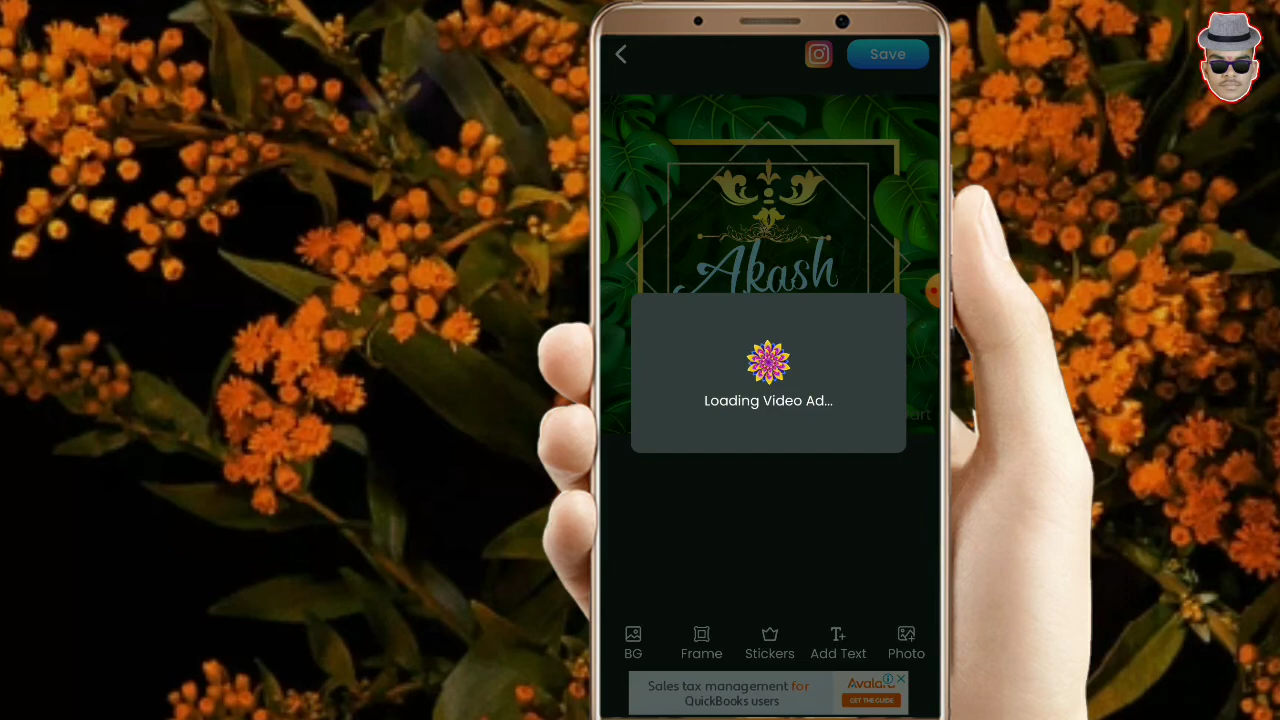 Save
Akash
Loading Video Ad...
BG
Frame
Stickers
Add Text
Photo
Sales tax management for
QuickBooks users
Avalara
GET THE GUIDE